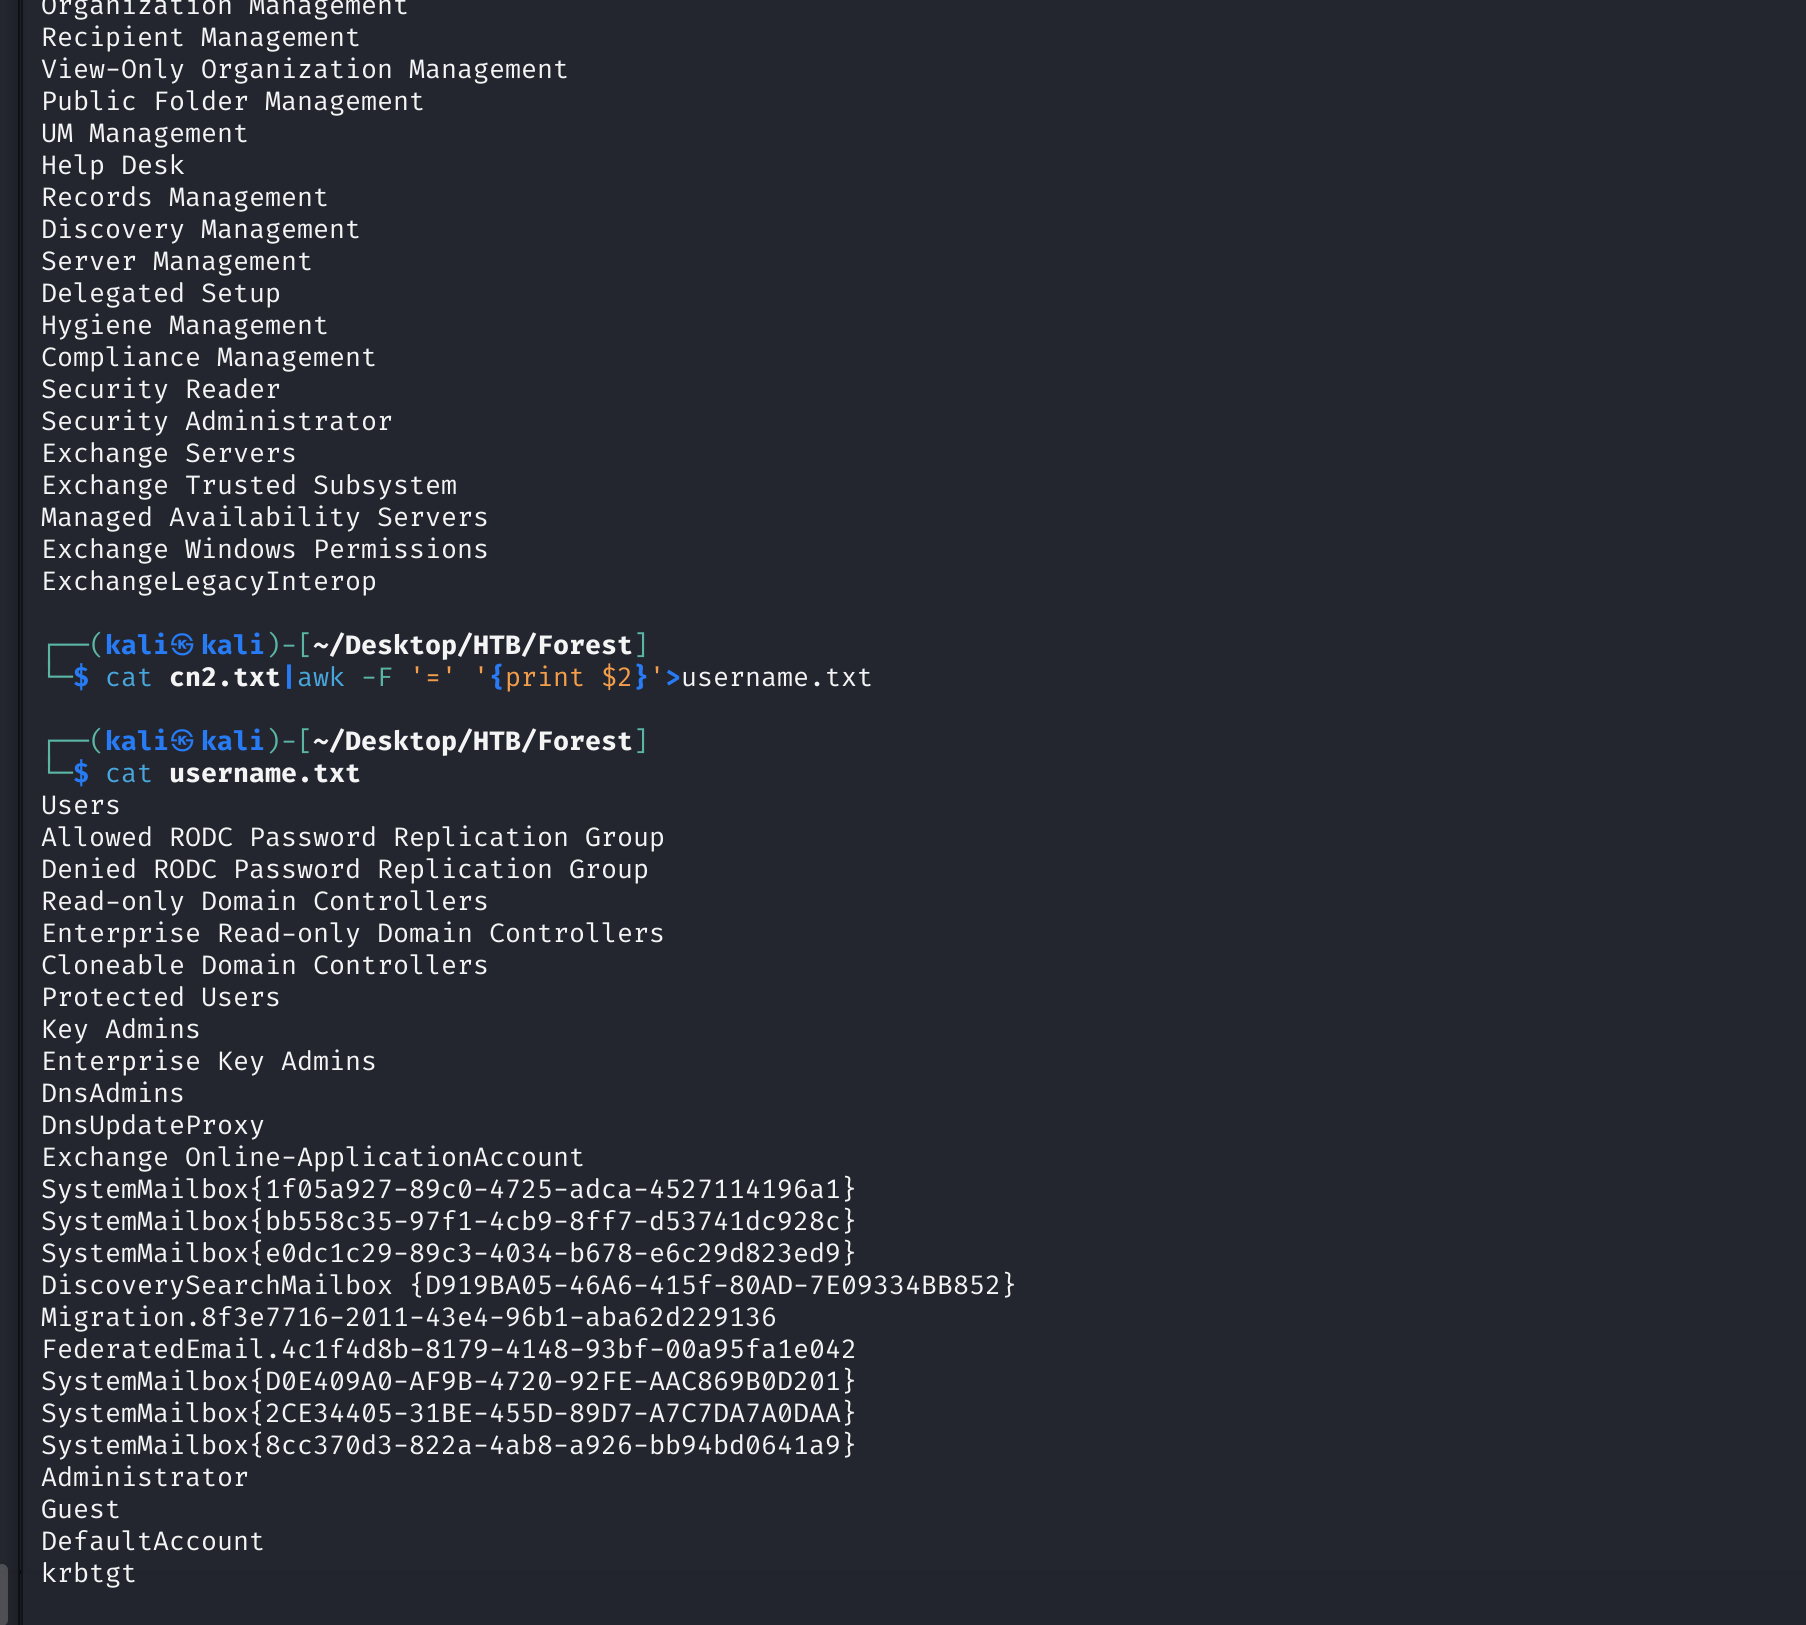 Organization Management
Recipient Management
View-Only Organization Management
Public Folder Management
UM Management
Help Desk
Records Management
Discovery Management
Server Management
Delegated Setup
Hygiene Management
Compliance Management
Security Reader
Security Administrator
Exchange Servers
Exchange Trusted Subsystem
Managed Availability Servers
Exchange Windows Permissions
ExchangeLegacyInterop
┌──(kali㉿kali)-[~/Desktop/HTB/Forest]
└─$ cat cn2.txt|awk -F '=' '{print $2}'>username.txt
┌──(kali㉿kali)-[~/Desktop/HTB/Forest]
└─$ cat username.txt
Users
Allowed RODC Password Replication Group
Denied RODC Password Replication Group
Read-only Domain Controllers
Enterprise Read-only Domain Controllers
Cloneable Domain Controllers
Protected Users
Key Admins
Enterprise Key Admins
DnsAdmins
DnsUpdateProxy
Exchange Online-ApplicationAccount
SystemMailbox{1f05a927-89c0-4725-adca-4527114196a1}
SystemMailbox{bb558c35-97f1-4cb9-8ff7-d53741dc928c}
SystemMailbox{e0dc1c29-89c3-4034-b678-e6c29d823ed9}
DiscoverySearchMailbox {D919BA05-46A6-415f-80AD-7E09334BB852}
Migration.8f3e7716-2011-43e4-96b1-aba62d229136
FederatedEmail.4c1f4d8b-8179-4148-93bf-00a95fa1e042
SystemMailbox{D0E409A0-AF9B-4720-92FE-AAC869B0D201}
SystemMailbox{2CE34405-31BE-455D-89D7-A7C7DA7A0DAA}
SystemMailbox{8cc370d3-822a-4ab8-a926-bb94bd0641a9}
Administrator
Guest
DefaultAccount
krbtgt